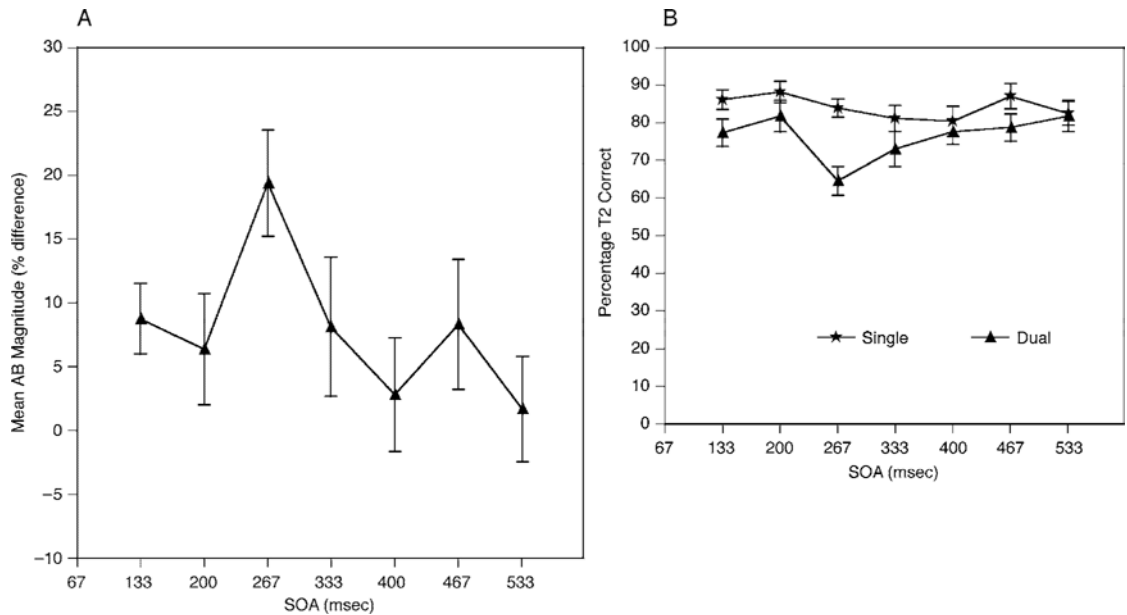 A
30
25
20
15
10
5
0
−5
−10
Mean AB Magnitude (% difference)
67 133 200 267 333 400 467 533
SOA (msec)
B
100
90
80
70
60
50
40
30
20
10
0
Percentage T2 Correct
Single Dual
67 133 200 267 333 400 467 533
SOA (msec)